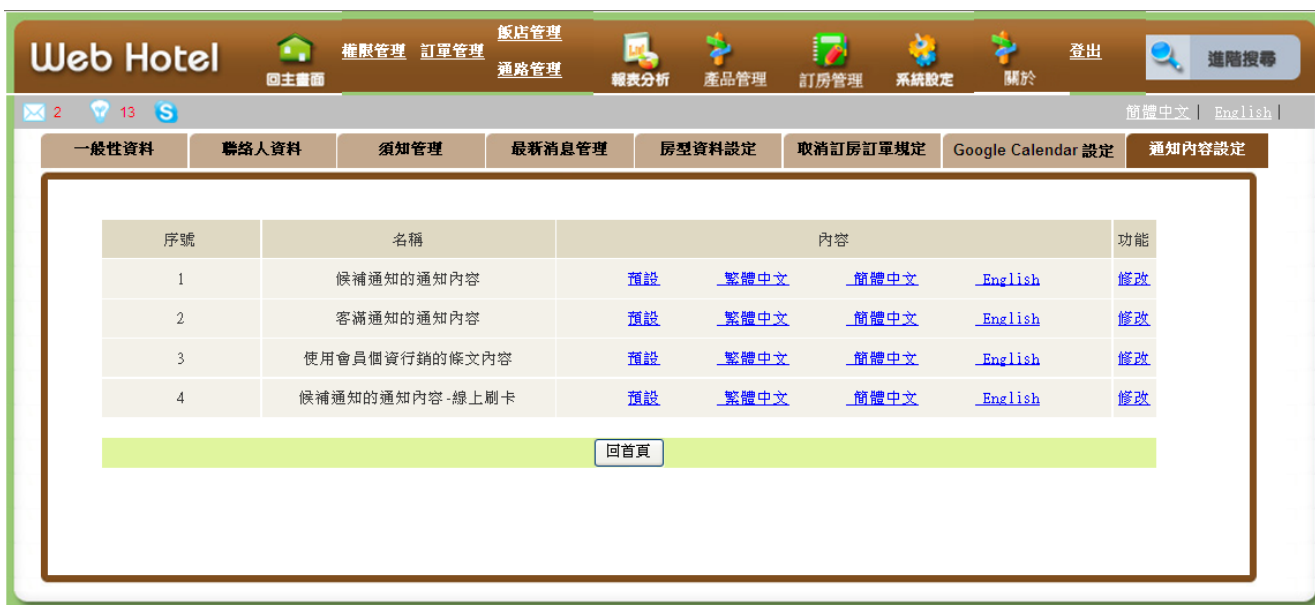 Web Hotel 回主畫面 權限管理 訂單管理 飯店管理 通路管理 報表分析 產品管理 訂房管理 系統設定 關於 登出 進階搜尋
2 13 S 簡體中文 | English |
一般性資料 聯絡人資料 須知管理 最新消息管理 房型資料設定 取消訂房訂單規定 Google Calendar 設定 通知內容設定
序號 名稱 內容 功能
1 候補通知的通知內容 預設 繁體中文 簡體中文 English 修改
2 客滿通知的通知內容 預設 繁體中文 簡體中文 English 修改
3 使用會員個資行銷的條文內容 預設 繁體中文 簡體中文 English 修改
4 候補通知的通知內容-線上刷卡 預設 繁體中文 簡體中文 English 修改
回首頁